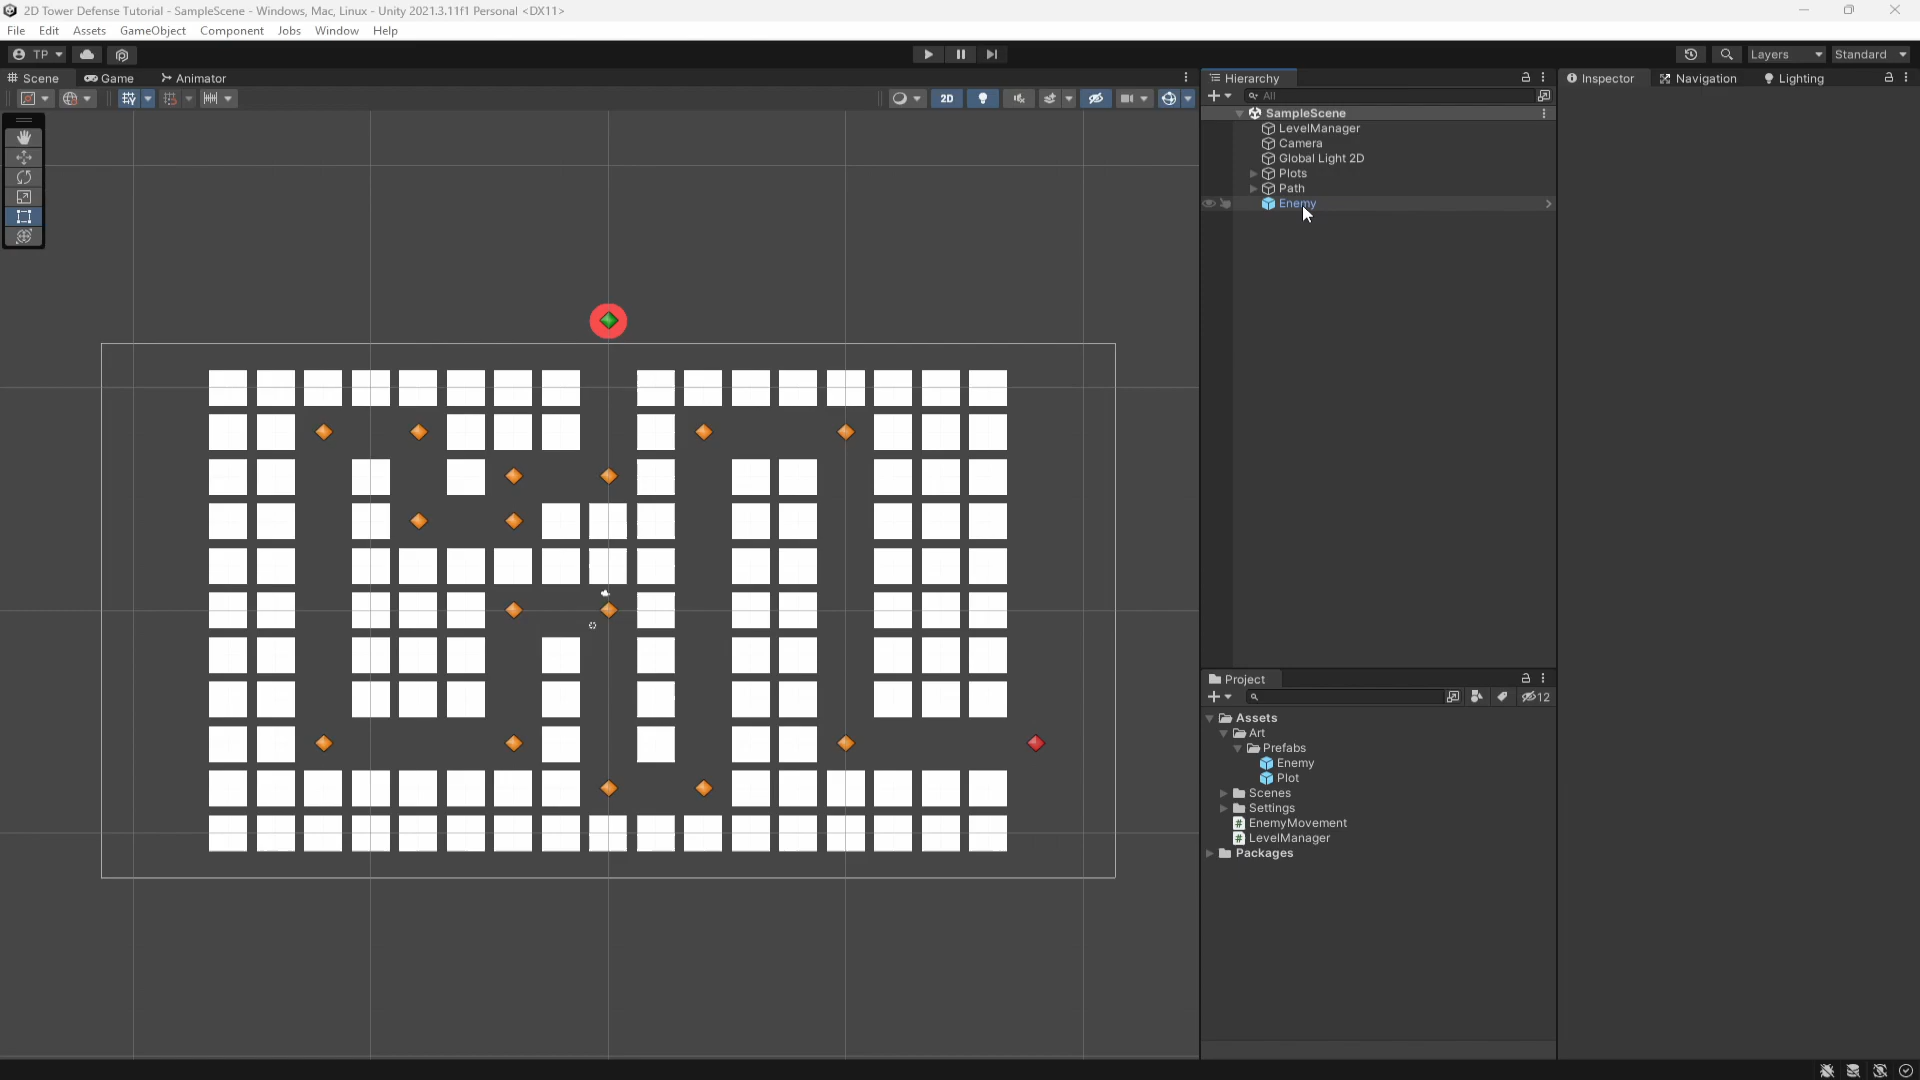 2D Tower Defense Tutorial - SampleScene - Windows, Mac, Linux - Unity 2021.3.11f1 Personal <DX11>
File Edit Assets GameObject Component Jobs Window Help
TP Layers Standard
Scene Game Animator
2D
Hierarchy
All
SampleScene
LevelManager
Camera
Global Light 2D
Plots
Path
Enemy
Project
12
Assets
Art
Prefabs
Enemy
Plot
Scenes
Settings
EnemyMovement
LevelManager
Packages
Inspector Navigation Lighting